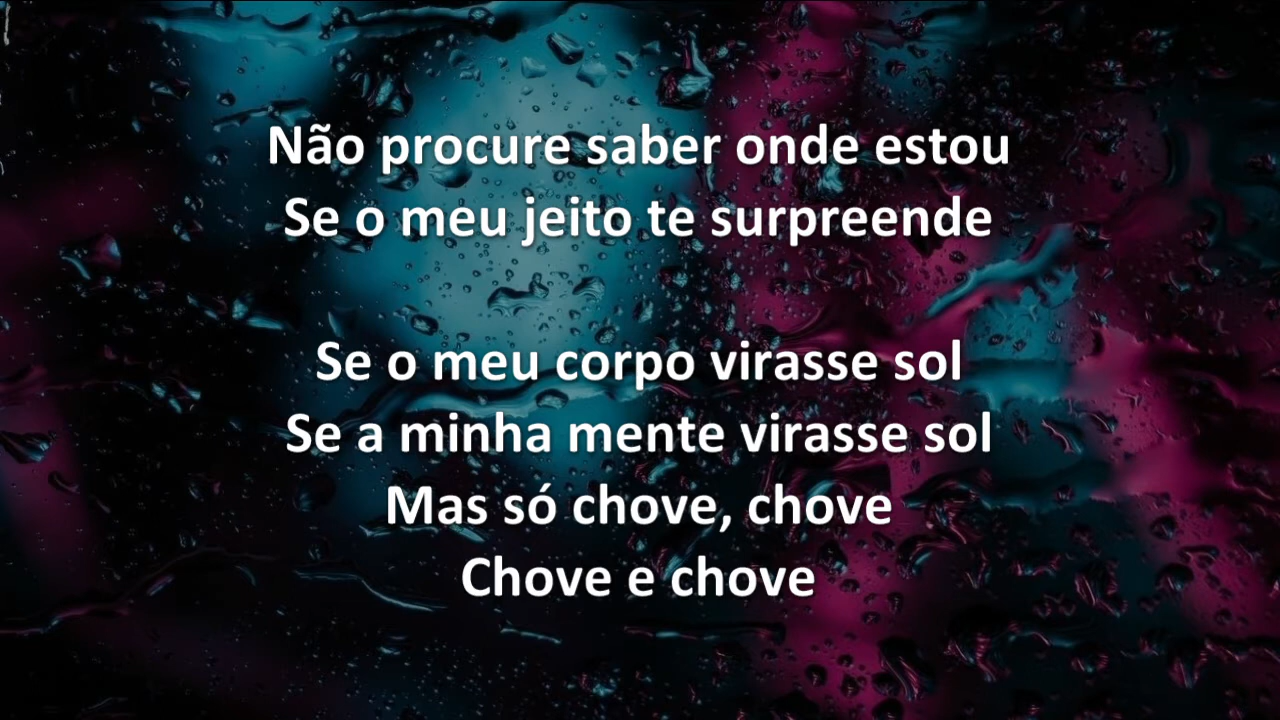 Não procure saber onde estou
Se o meu jeito te surpreende
Se o meu corpo virasse sol
Se a minha mente virasse sol
Mas só chove, chove
Chove e chove